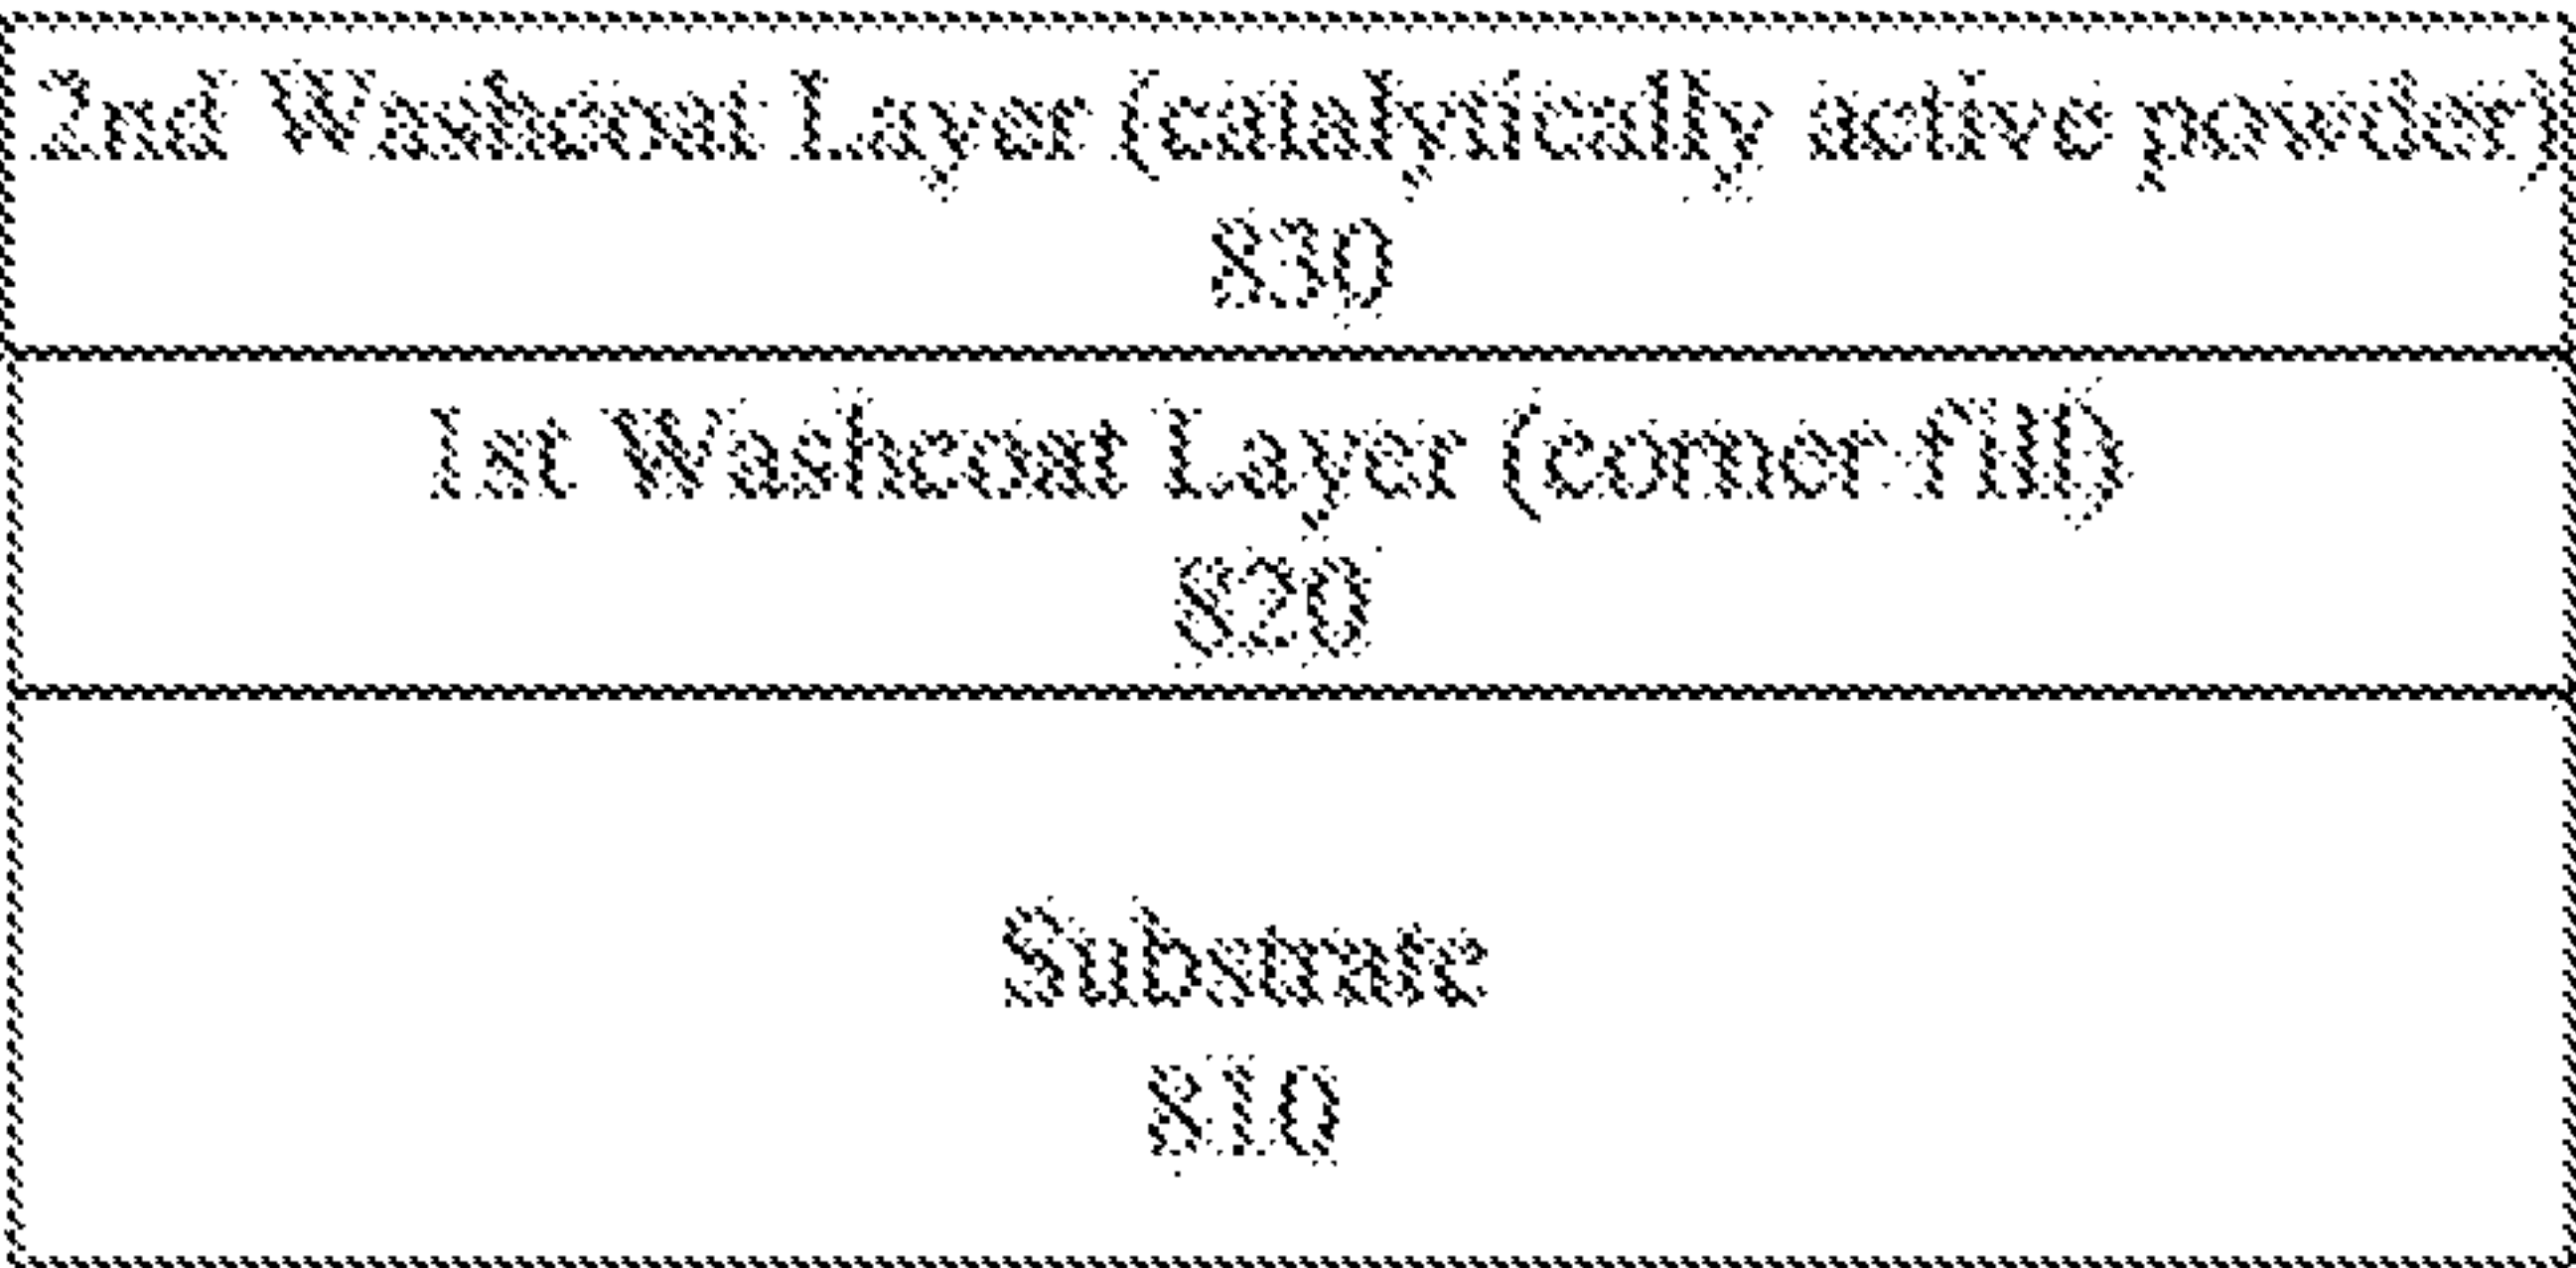 2nd Washcoat Layer (catalytically active powder)
830
1st Washcoat Layer (corner fill)
820
Substrate
810